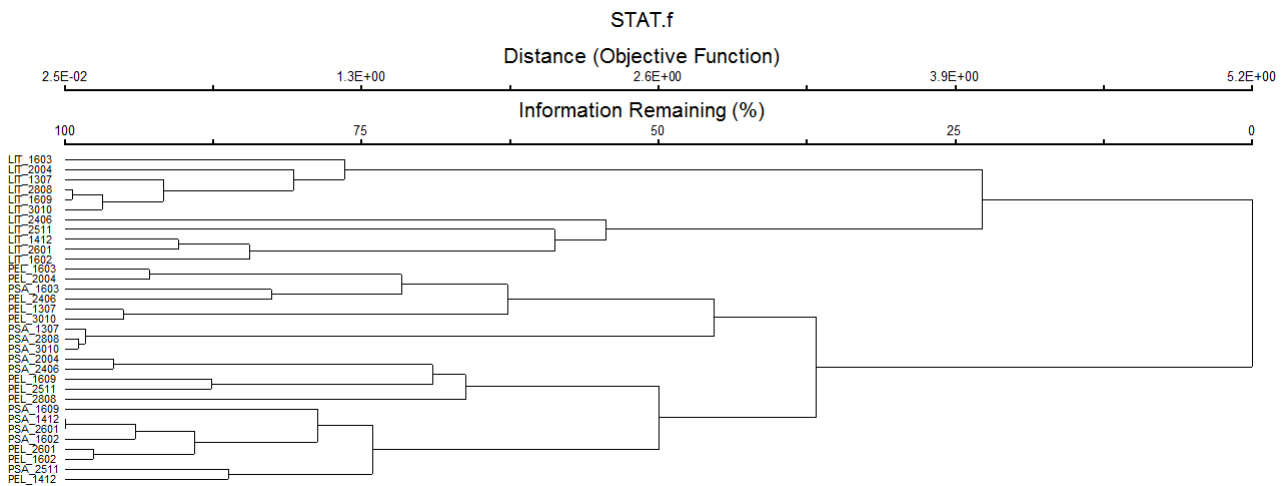 STAT.f
Distance (Objective Function)
2.5E-02 1.3E+00 2.6E+00 3.9E+00 5.2E+00
Information Remaining (%)
100 75 50 25 0
LIT_1603
LIT_2004
LIT_1307
LIT_2808
LIT_1609
LIT_3010
LIT_2406
LIT_2511
LIT_1412
LIT_2601
LIT_1602
PEL_1603
PEL_2004
PSA_1603
PEL_2406
PEL_1307
PEL_3010
PSA_1307
PSA_2808
PSA_3010
PSA_2004
PSA_2406
PEL_1609
PEL_2511
PEL_2808
PSA_1609
PSA_1412
PSA_2601
PSA_1602
PEL_2601
PEL_1602
PSA_2511
PEL_1412